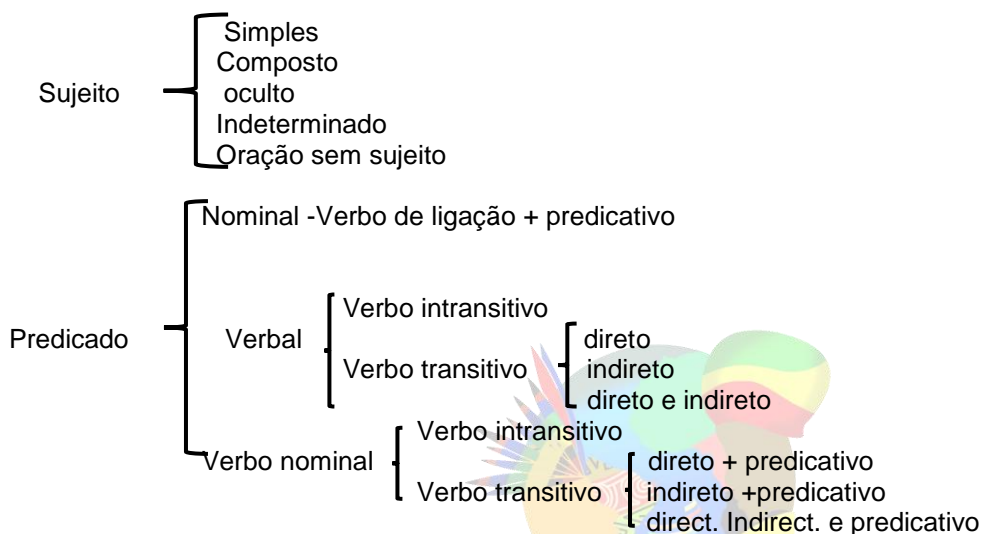 Simples
Composto
Sujeito oculto
Indeterminado
Oração sem sujeito
Nominal -Verbo de ligação + predicativo
Verbo intransitivo
Predicado Verbal direto
Verbo transitivo indireto
direto e indireto
Verbo intransitivo
Verbo nominal direto + predicativo
Verbo transitivo indireto +predicativo
direct. Indirect. e predicativo